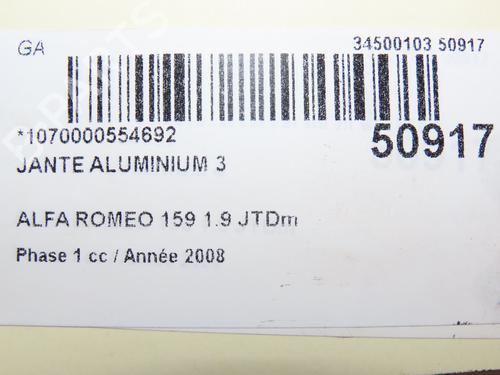 GA 34500103 50917
*1070000554692 50917
JANTE ALUMINIUM 3
ALFA ROMEO 159 1.9 JTDm
Phase 1 cc / Année 2008